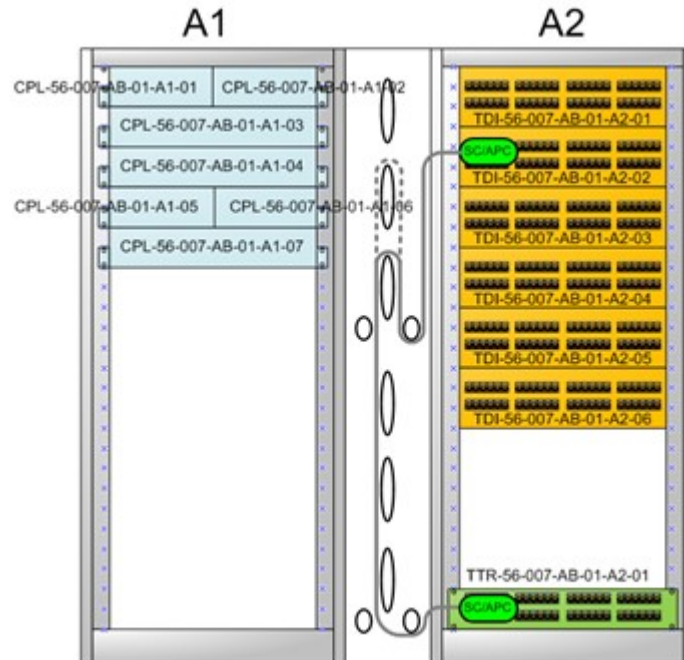 A1
A2
CPL-56-007-AB-01-A1-01
CPL-56-007-AB-01-A1-02
CPL-56-007-AB-01-A1-03
CPL-56-007-AB-01-A1-04
CPL-56-007-AB-01-A1-05
CPL-56-007-AB-01-A1-06
CPL-56-007-AB-01-A1-07
TDI-56-007-AB-01-A2-01
SC/APC
TDI-56-007-AB-01-A2-02
TDI-56-007-AB-01-A2-03
TDI-56-007-AB-01-A2-04
TDI-56-007-AB-01-A2-05
TDI-56-007-AB-01-A2-06
TTR-56-007-AB-01-A2-01
SC/APC